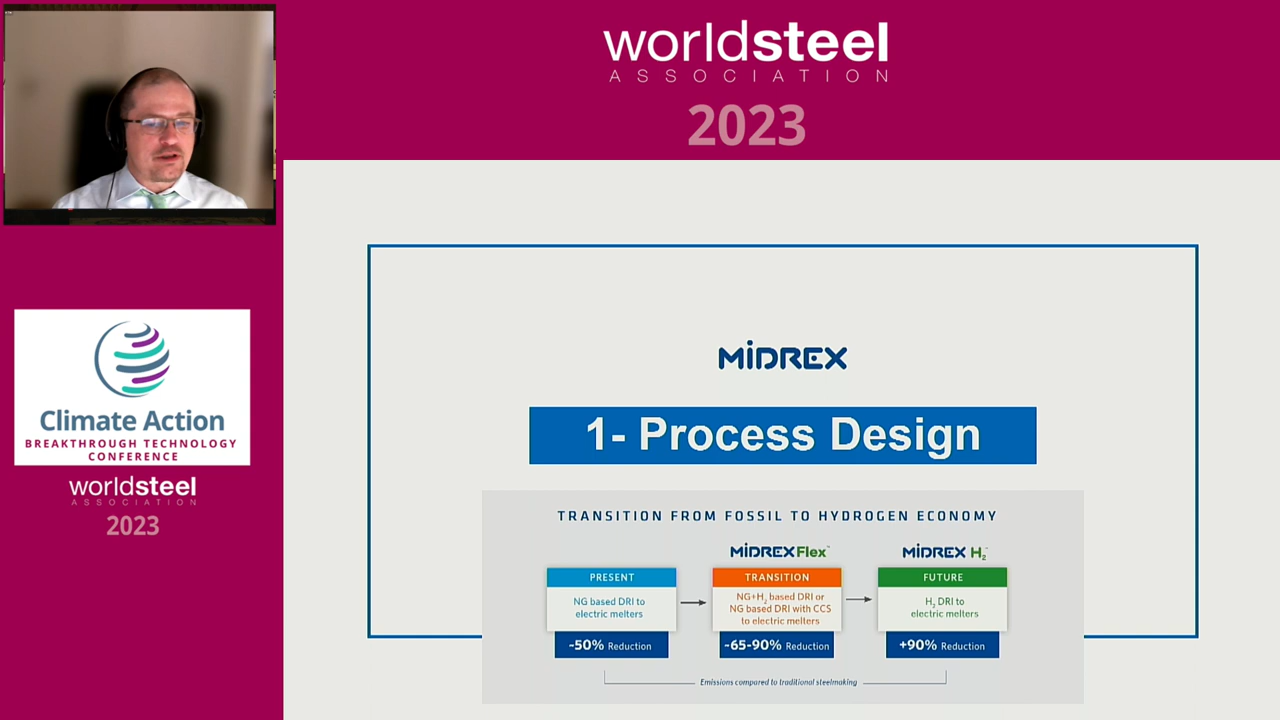 worldsteel
ASSOCIATION
2023
Climate Action
BREAKTHROUGH TECHNOLOGY
CONFERENCE
worldsteel
ASSOCIATION
2023
MIDREX
1- Process Design
TRANSITION FROM FOSSIL TO HYDROGEN ECONOMY
MIDREX Flex™
MIDREX H₂™
PRESENT
NG based DRI to
electric melters
-50% Reduction
TRANSITION
NG+H₂ based DRI or
NG based DRI with CCS
to electric melters
-65-90% Reduction
FUTURE
H₂ DRI to
electric melters
+90% Reduction
Emissions compared to traditional steelmaking